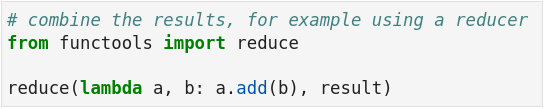 # combine the results, for example using a reducer
from functools import reduce

reduce(lambda a, b: a.add(b), result)